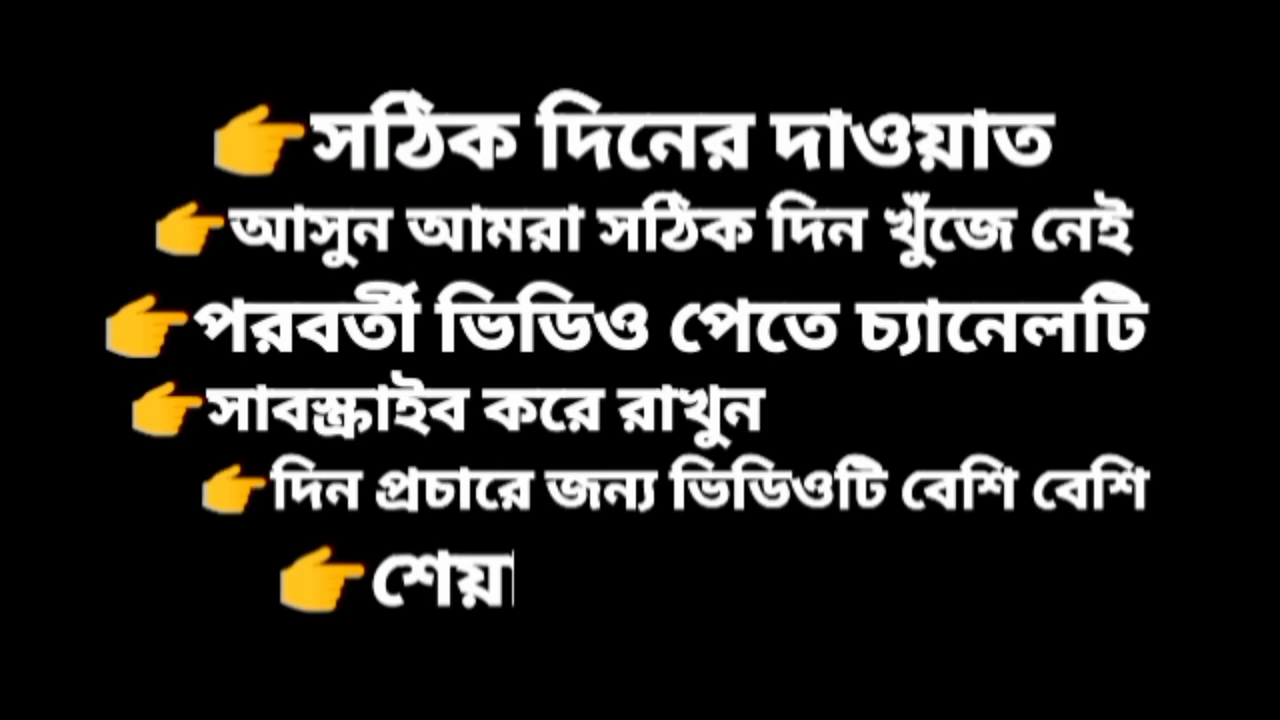 👉সঠিক দিনের দাওয়াত
👉আসুন আমরা সঠিক দিন খুঁজে নেই
👉পরবর্তী ভিডিও পেতে চ্যানেলটি
👉সাবস্ক্রাইব করে রাখুন
👉দিন প্রচারে জন্য ভিডিওটি বেশি বেশি
👉শেয়